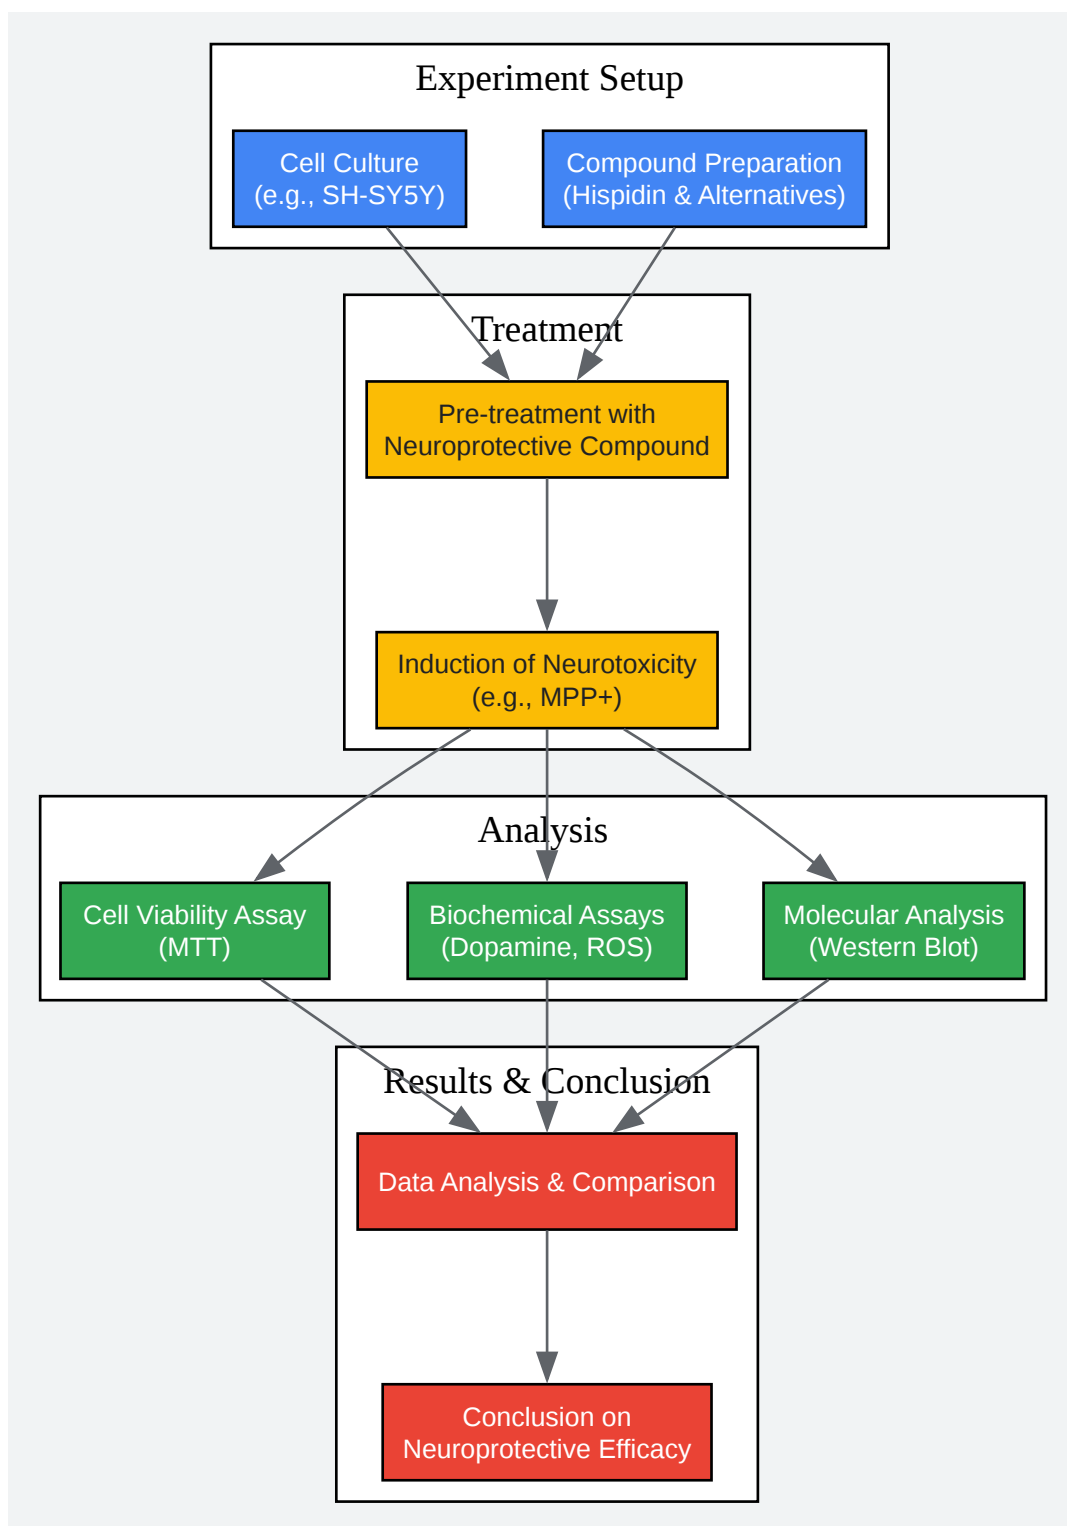 Experiment Setup
Cell Culture
(e.g., SH-SY5Y)
Compound Preparation
(Hispidin & Alternatives)
Treatment
Pre-treatment with
Neuroprotective Compound
Induction of Neurotoxicity
(e.g., MPP+)
Analysis
Cell Viability Assay
(MTT)
Biochemical Assays
(Dopamine, ROS)
Molecular Analysis
(Western Blot)
Results & Conclusion
Data Analysis & Comparison
Conclusion on
Neuroprotective Efficacy